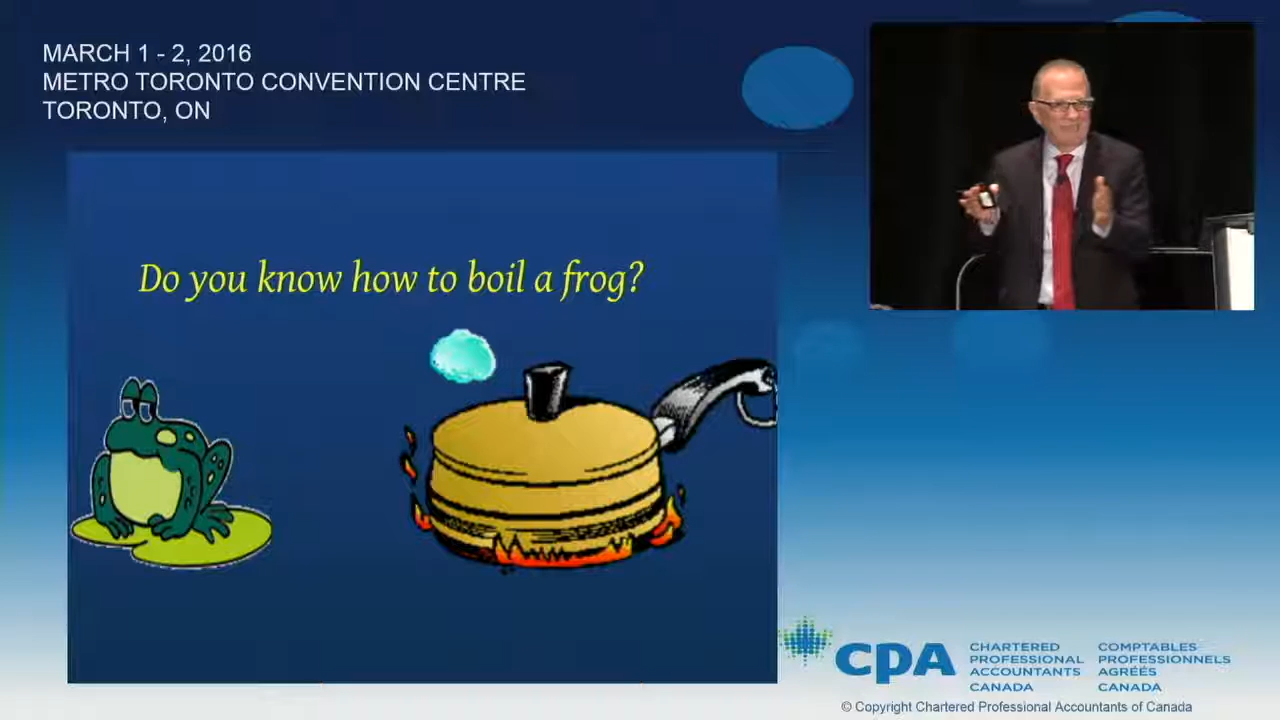 MARCH 1 - 2, 2016
METRO TORONTO CONVENTION CENTRE
TORONTO, ON
Do you know how to boil a frog?
CPA
CHARTERED
PROFESSIONAL
ACCOUNTANTS
CANADA
COMPTABLES
PROFESSIONNELS
AGRÉÉS
CANADA
© Copyright Chartered Professional Accountants of Canada